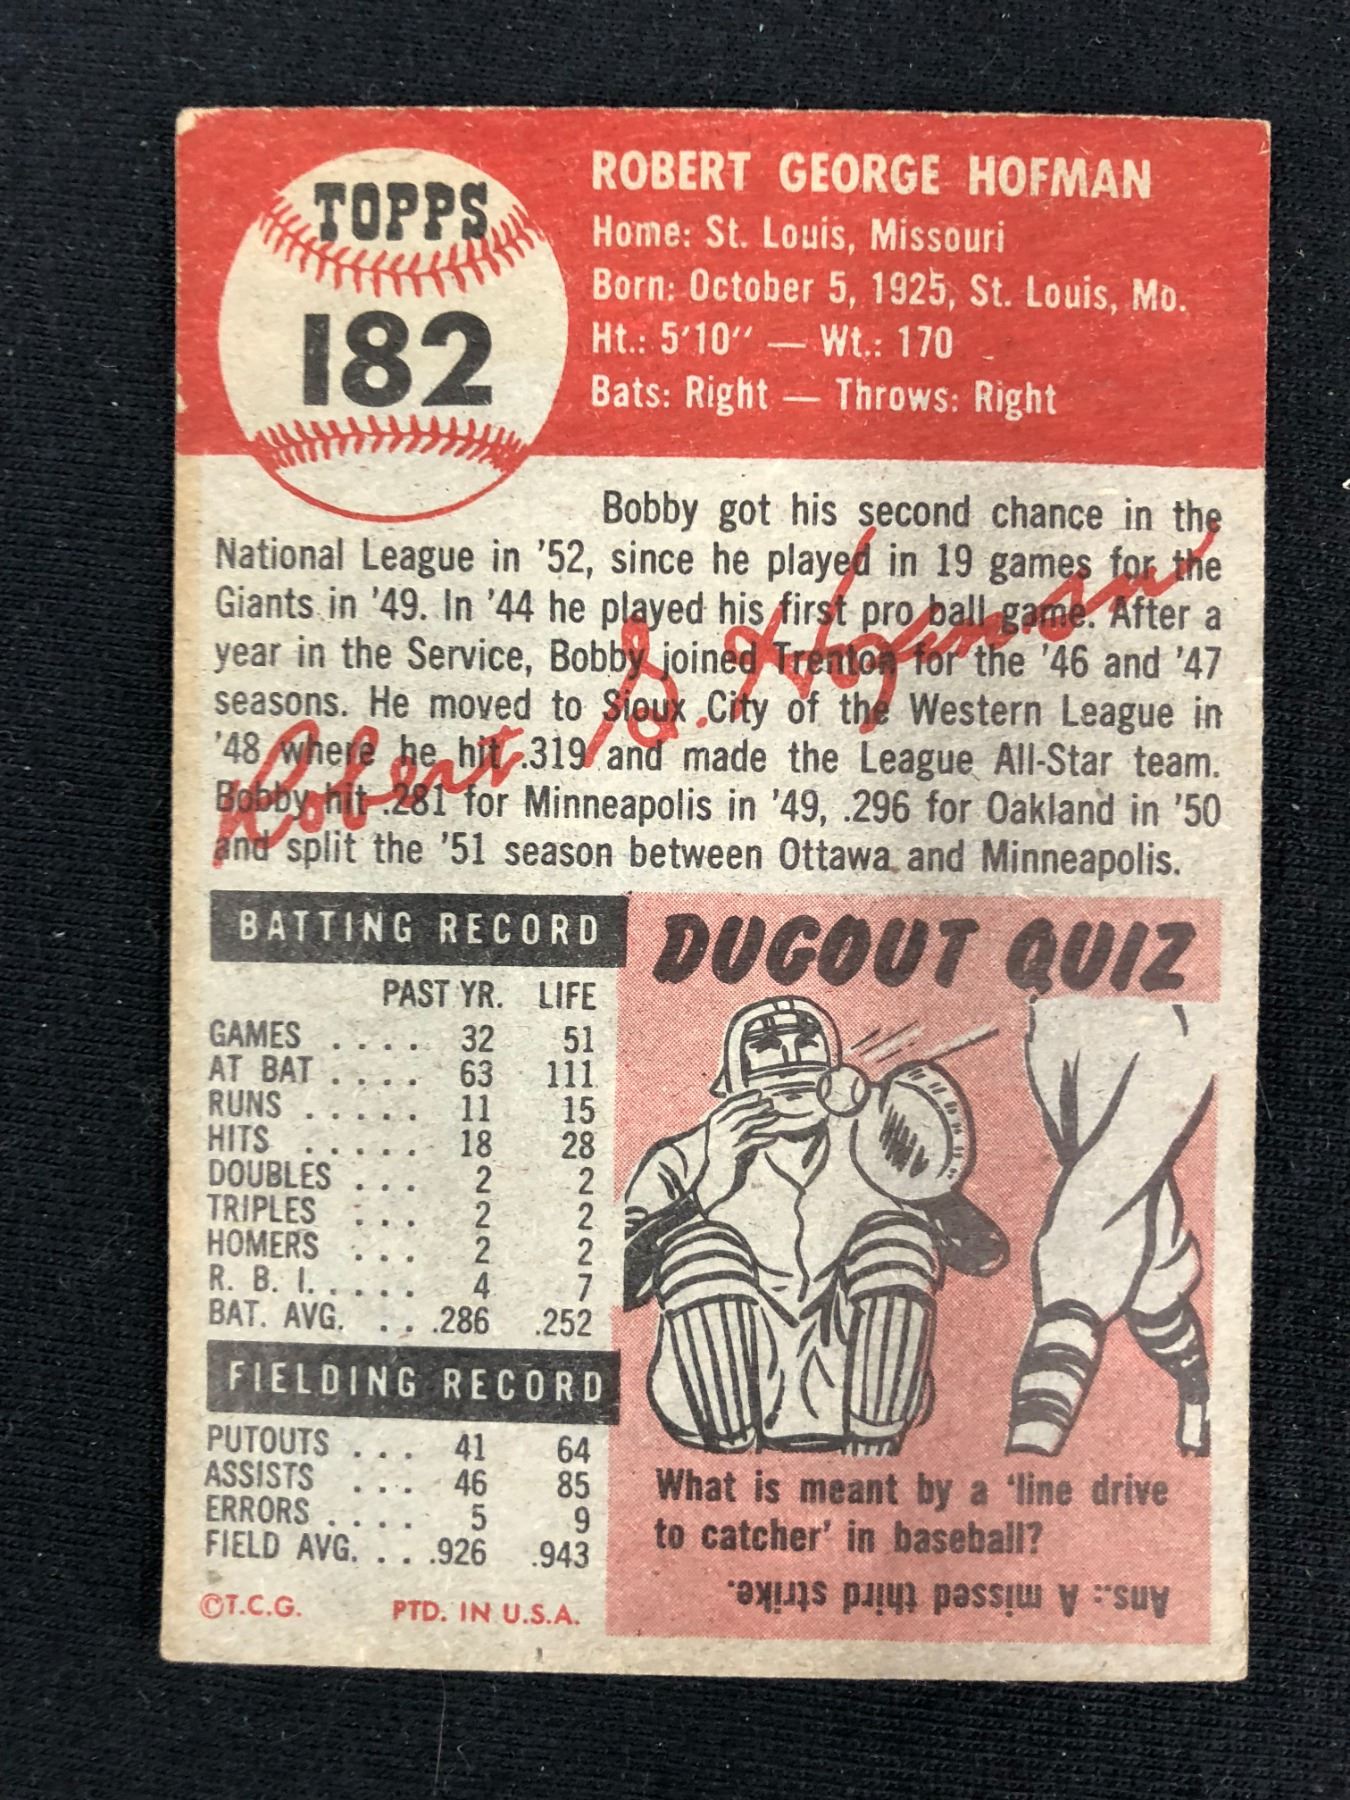 TOPPS
182
ROBERT GEORGE HOFMAN
Home: St. Louis, Missouri
Born: October 5, 1925, St. Louis, Mo.
Ht.: 5'10" — Wt.: 170
Bats: Right — Throws: Right
Bobby got his second chance in the
National League in '52, since he played in 19 games for the
Giants in '49. In '44 he played his first pro ball game. After a
year in the Service, Bobby joined Trenton for the '46 and '47
seasons. He moved to Sioux City of the Western League in
'48 where he hit .319 and made the League All-Star team.
Bobby hit .281 for Minneapolis in '49, .296 for Oakland in '50
and split the '51 season between Ottawa and Minneapolis.
Robert G. Hofman
BATTING RECORD
PAST YR. LIFE
GAMES .... 32 51
AT BAT .... 63 111
RUNS ..... 11 15
HITS ..... 18 28
DOUBLES ... 2 2
TRIPLES ... 2 2
HOMERS ... 2 2
R. B. I. .... 4 7
BAT. AVG. ... .286 .252
FIELDING RECORD
PUTOUTS ... 41 64
ASSISTS ... 46 85
ERRORS .... 5 9
FIELD AVG. ... .926 .943
©T.C.G. PTD. IN U.S.A.
DUGOUT QUIZ
What is meant by a 'line drive
to catcher' in baseball?
Ans.: A missed third strike.